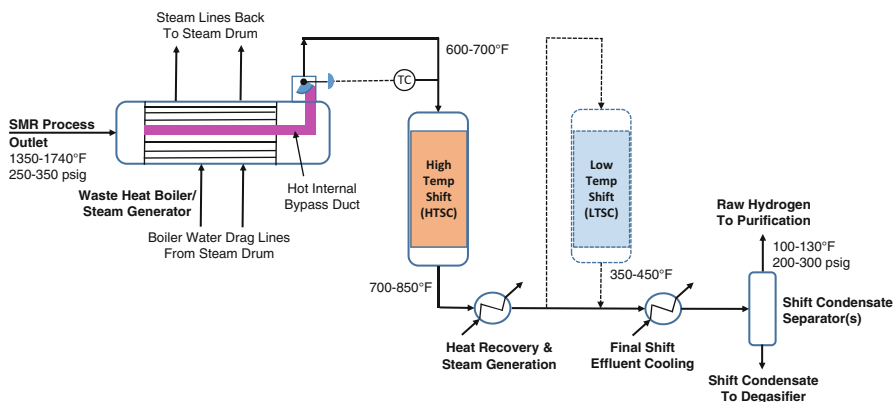 Steam Lines Back
To Steam Drum
600-700°F
TC
SMR Process
Outlet
1350-1740°F
250-350 psig
Waste Heat Boiler/
Steam Generator
Hot Internal
Bypass Duct
Boiler Water Drag Lines
From Steam Drum
High
Temp
Shift
(HTSC)
Low
Temp
Shift
(LTSC)
700-850°F
350-450°F
Heat Recovery &
Steam Generation
Final Shift
Effluent Cooling
Raw Hydrogen
To Purification
100-130°F
200-300 psig
Shift Condensate
Separator(s)
Shift Condensate
To Degasifier